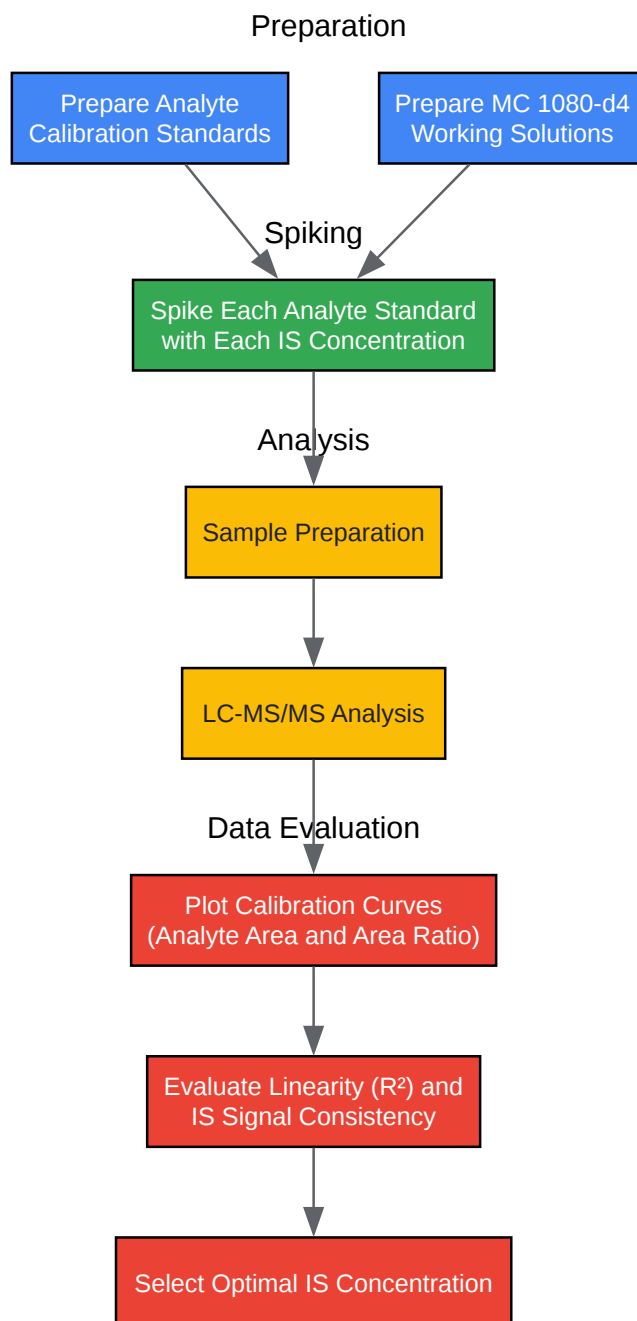 Preparation
Prepare Analyte
Calibration Standards
Prepare MC 1080-d4
Working Solutions
Spiking
Spike Each Analyte Standard
with Each IS Concentration
Analysis
Sample Preparation
LC-MS/MS Analysis
Data Evaluation
Plot Calibration Curves
(Analyte Area and Area Ratio)
Evaluate Linearity (R²) and
IS Signal Consistency
Select Optimal IS Concentration